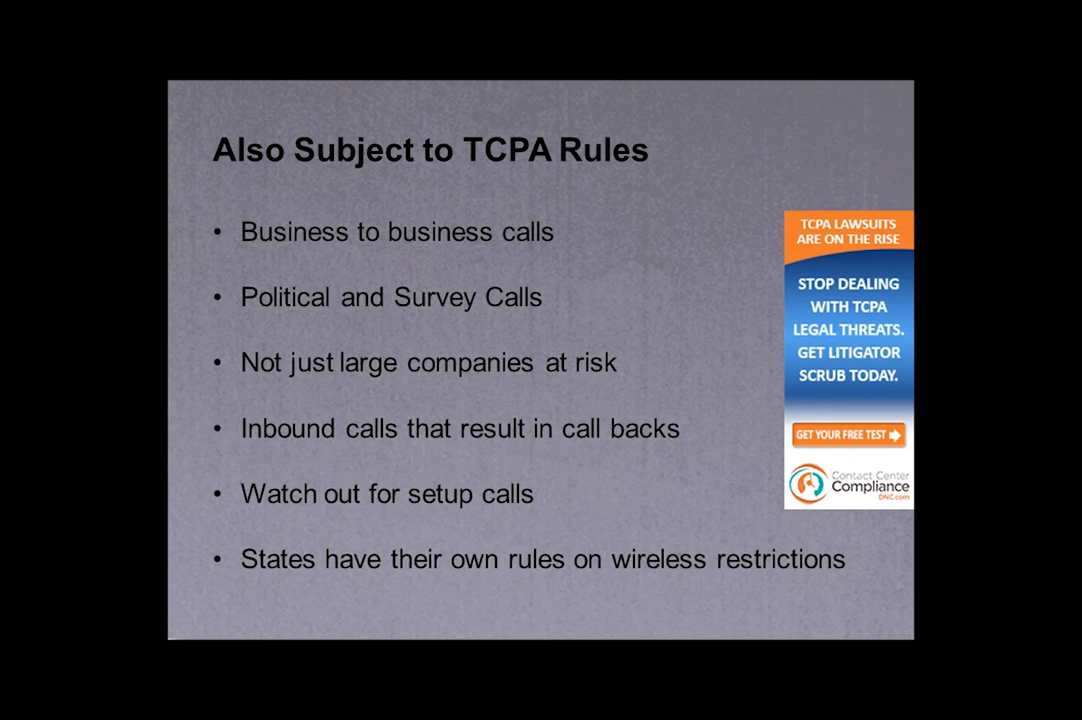 Also Subject to TCPA Rules
• Business to business calls
• Political and Survey Calls
• Not just large companies at risk
• Inbound calls that result in call backs
• Watch out for setup calls
• States have their own rules on wireless restrictions
TCPA LAWSUITS
ARE ON THE RISE
STOP DEALING
WITH TCPA
LEGAL THREATS.
GET LITIGATOR
SCRUB TODAY.
GET YOUR FREE TEST
Contact Center
Compliance
DNC.com